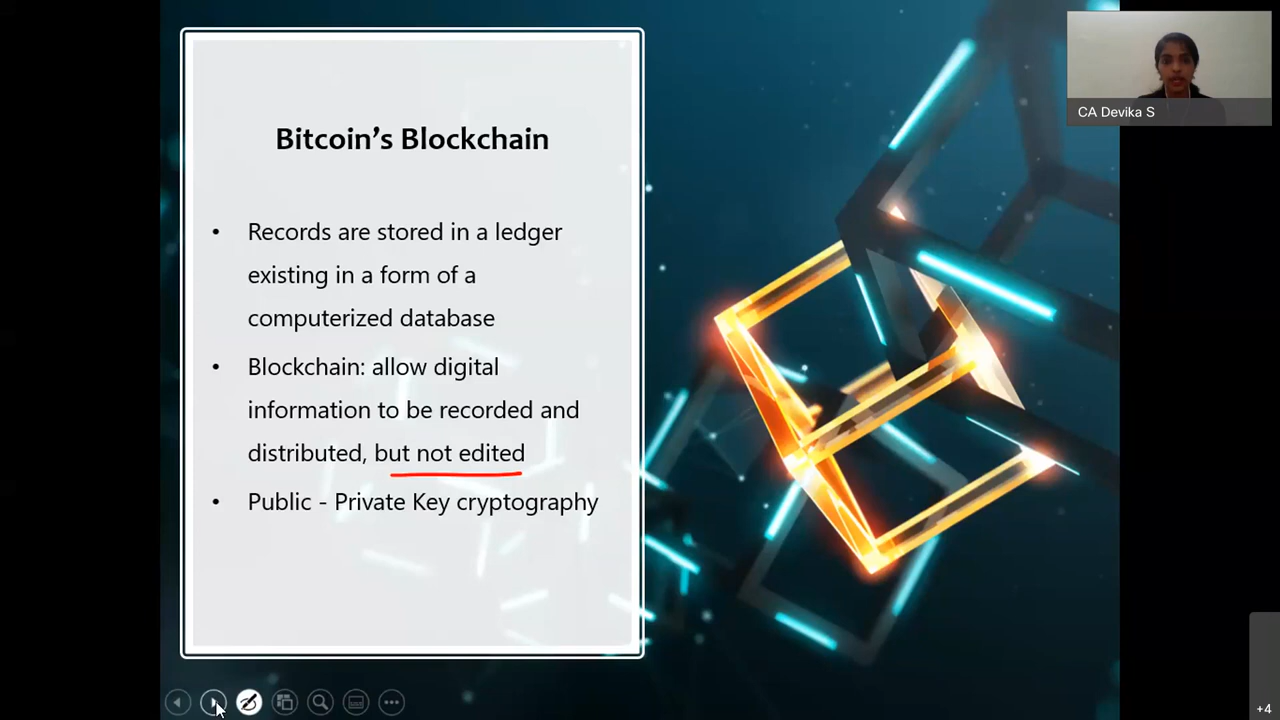 Bitcoin’s Blockchain
• Records are stored in a ledger
existing in a form of a
computerized database
• Blockchain: allow digital
information to be recorded and
distributed, but not edited
• Public - Private Key cryptography
CA Devika S
+4